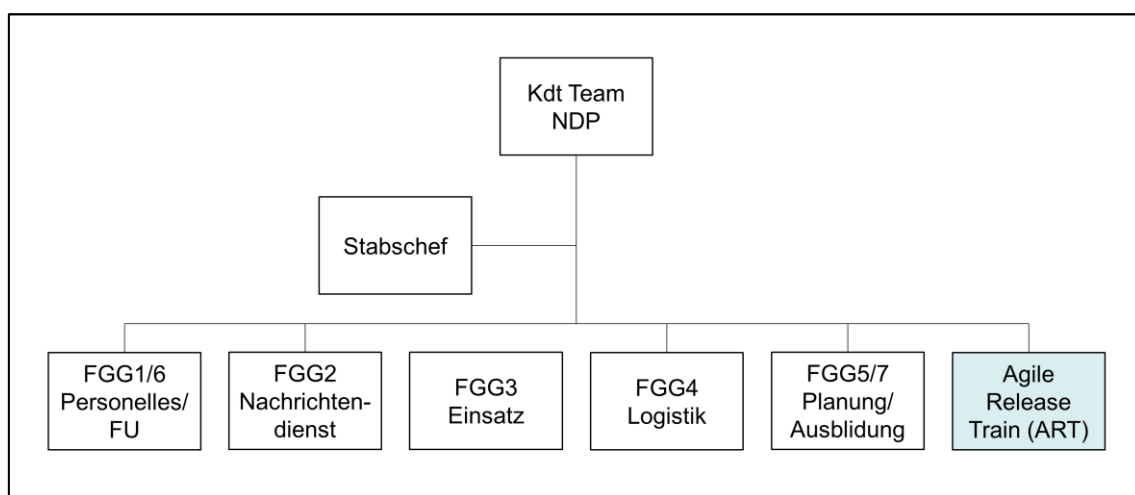 Kdt Team
NDP
Stabschef
FGG1/6
Personelles/
FU
FGG2
Nachrichten-
dienst
FGG3
Einsatz
FGG4
Logistik
FGG5/7
Planung/
Ausblidung
Agile
Release
Train (ART)